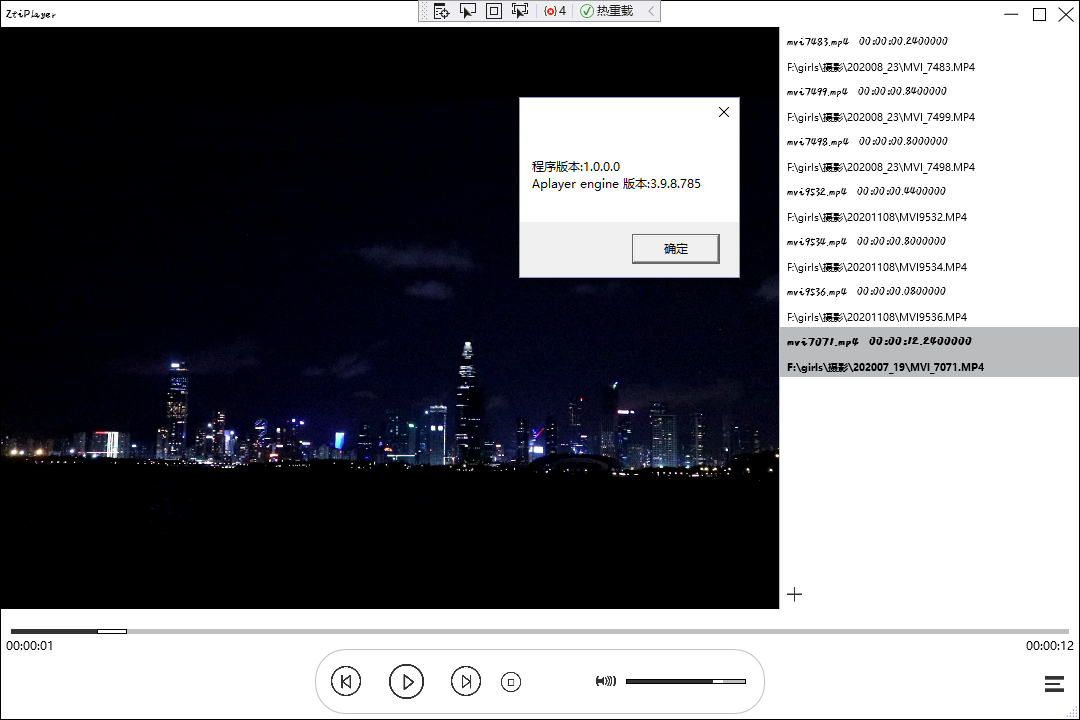 ZtiPlayer
4
热重载
程序版本:1.0.0.0
Aplayer engine 版本:3.9.8.785
确定
mvi7483.mp4 00:00:00.2400000
F:\girls\摄影\202008_23\MVI_7483.MP4
mvi7499.mp4 00:00:00.8400000
F:\girls\摄影\202008_23\MVI_7499.MP4
mvi7498.mp4 00:00:00.8000000
F:\girls\摄影\202008_23\MVI_7498.MP4
mvi9532.mp4 00:00:00.4400000
F:\girls\摄影\20201108\MVI9532.MP4
mvi9534.mp4 00:00:00.8000000
F:\girls\摄影\20201108\MVI9534.MP4
mvi9536.mp4 00:00:00.0800000
F:\girls\摄影\20201108\MVI9536.MP4
mvi7071.mp4 00:00:12.2400000
F:\girls\摄影\202007_19\MVI_7071.MP4
00:00:01
00:00:12